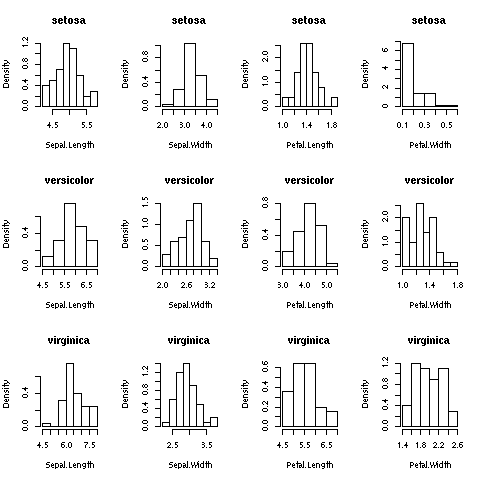 setosa setosa setosa setosa
Density 0.0 0.4 0.8 1.2 Density 0.0 0.4 0.8 Density 0.0 1.0 2.0 Density 0 2 4 6
4.5 5.5 2.0 3.0 4.0 1.0 1.4 1.8 0.1 0.3 0.5
Sepal.Length Sepal.Width Petal.Length Petal.Width
versicolor versicolor versicolor versicolor
Density 0.0 0.4 Density 0.0 0.5 1.0 1.5 Density 0.0 0.4 0.8 Density 0.0 1.0 2.0
4.5 5.5 6.5 2.0 2.6 3.2 3.0 4.0 5.0 1.0 1.4 1.8
Sepal.Length Sepal.Width Petal.Length Petal.Width
virginica virginica virginica virginica
Density 0.0 0.4 Density 0.0 0.4 0.8 1.2 Density 0.0 0.2 0.4 0.6 Density 0.0 0.4 0.8 1.2
4.5 6.0 7.5 2.5 3.5 4.5 5.5 6.5 1.4 1.8 2.2 2.6
Sepal.Length Sepal.Width Petal.Length Petal.Width